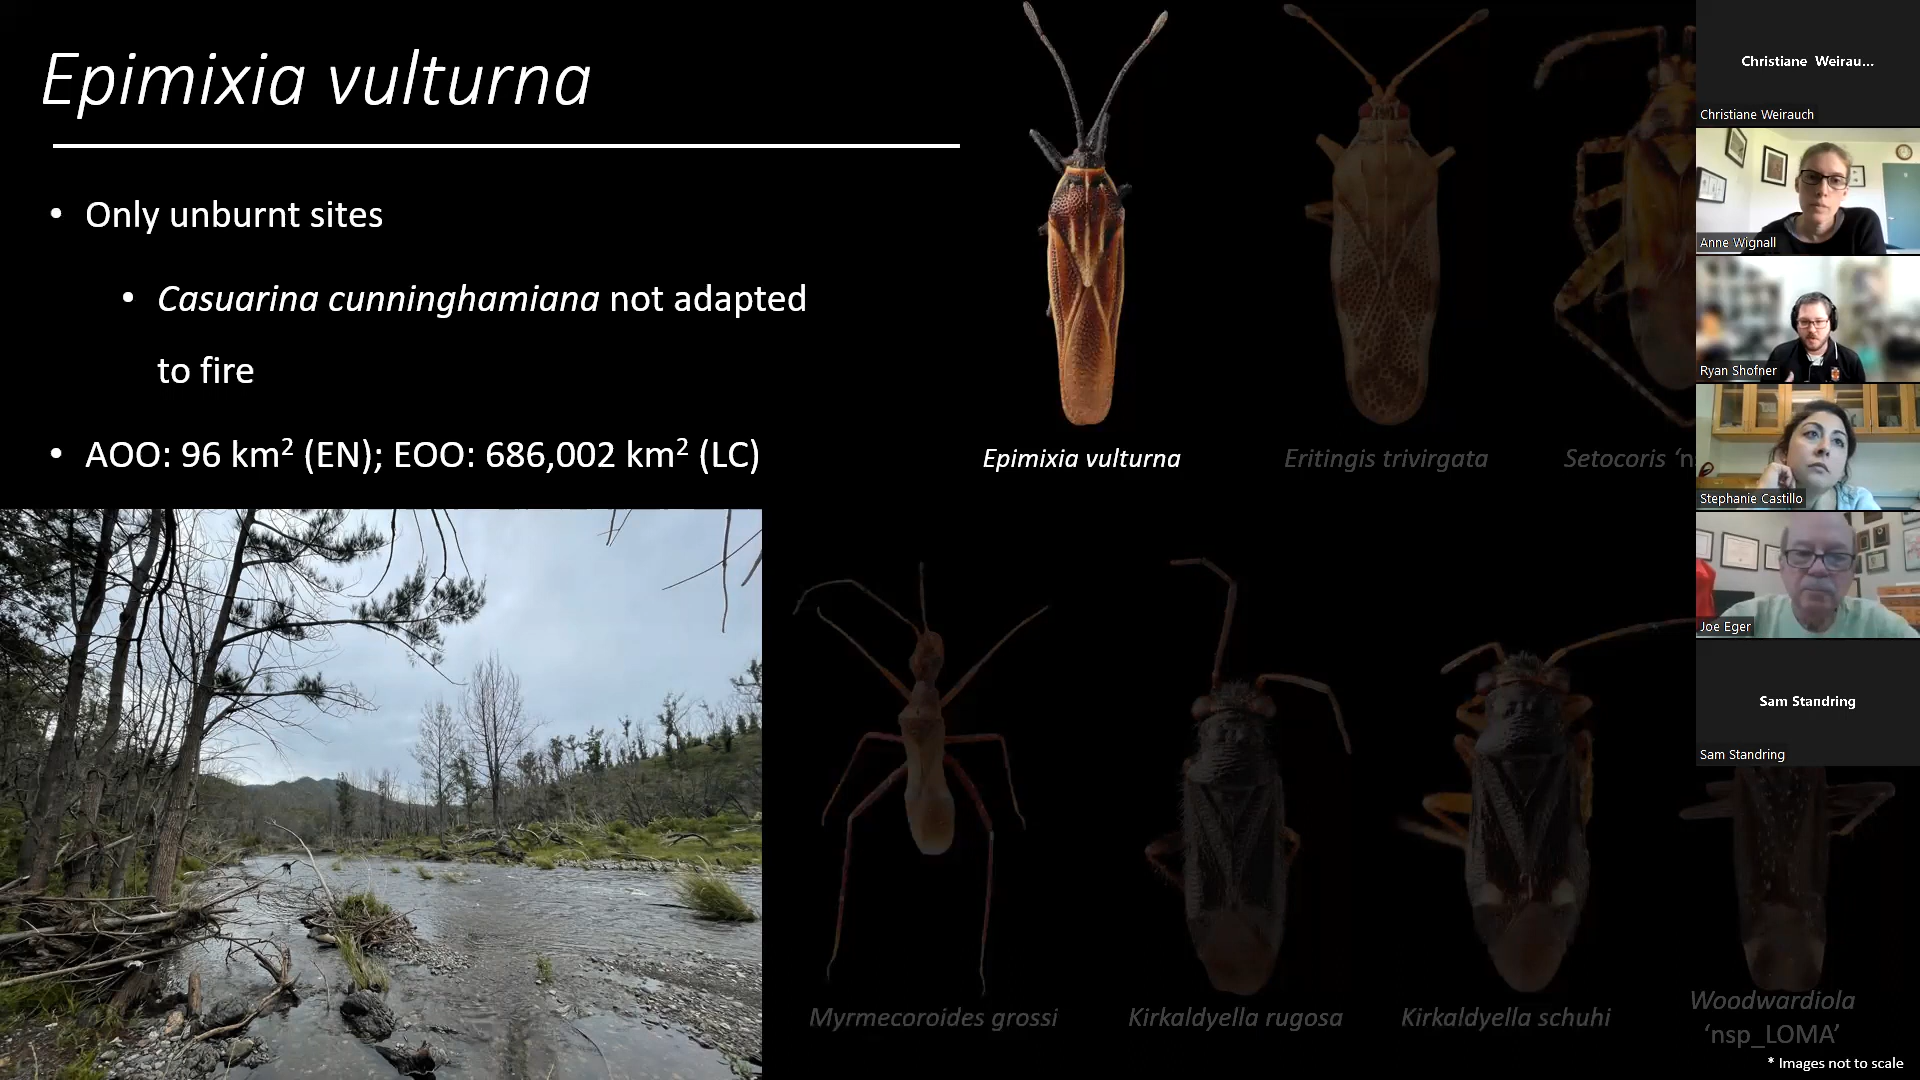 Epimixia vulturna
• Only unburnt sites
• Casuarina cunninghamiana not adapted
to fire
• AOO: 96 km² (EN); EOO: 686,002 km² (LC)
Epimixia vulturna
Eritingis trivirgata
Setocoris ‘n
Myrmecoroides grossi
Kirkaldyella rugosa
Kirkaldyella schuhi
Woodwardiola
‘nsp_LOMA’
* Images not to scale
Christiane Weirau...
Christiane Weirauch
Anne Wignall
Ryan Shofner
Stephanie Castillo
Joe Eger
Sam Standring
Sam Standring